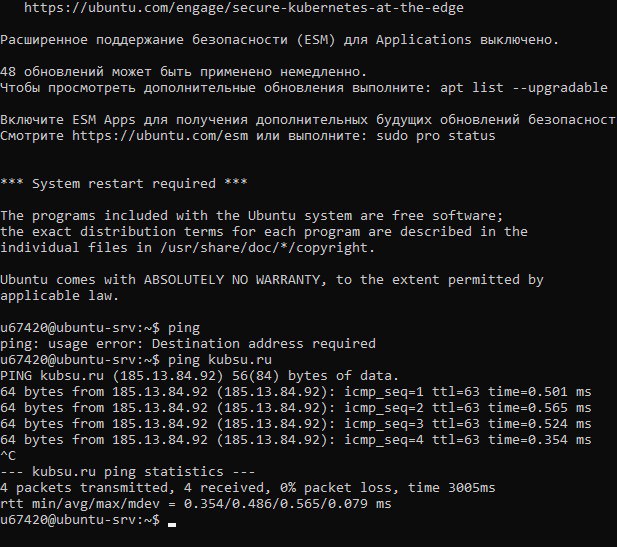 https://ubuntu.com/engage/secure-kubernetes-at-the-edge
Расширенное поддержание безопасности (ESM) для Applications выключено.
48 обновлений может быть применено немедленно.
Чтобы просмотреть дополнительные обновления выполните: apt list --upgradable
Включите ESM Apps для получения дополнительных будущих обновлений безопасност
Смотрите https://ubuntu.com/esm или выполните: sudo pro status
*** System restart required ***
The programs included with the Ubuntu system are free software;
the exact distribution terms for each program are described in the
individual files in /usr/share/doc/*/copyright.
Ubuntu comes with ABSOLUTELY NO WARRANTY, to the extent permitted by
applicable law.
u67420@ubuntu-srv:~$ ping
ping: usage error: Destination address required
u67420@ubuntu-srv:~$ ping kubsu.ru
PING kubsu.ru (185.13.84.92) 56(84) bytes of data.
64 bytes from 185.13.84.92 (185.13.84.92): icmp_seq=1 ttl=63 time=0.501 ms
64 bytes from 185.13.84.92 (185.13.84.92): icmp_seq=2 ttl=63 time=0.565 ms
64 bytes from 185.13.84.92 (185.13.84.92): icmp_seq=3 ttl=63 time=0.524 ms
64 bytes from 185.13.84.92 (185.13.84.92): icmp_seq=4 ttl=63 time=0.354 ms
^C
--- kubsu.ru ping statistics ---
4 packets transmitted, 4 received, 0% packet loss, time 3005ms
rtt min/avg/max/mdev = 0.354/0.486/0.565/0.079 ms
u67420@ubuntu-srv:~$